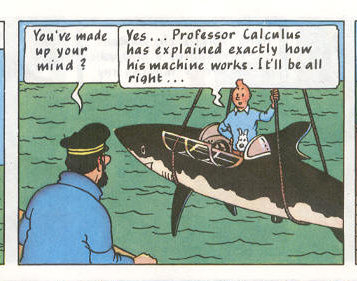 You've made
up your
mind ?
Yes... Professor Calculus
has explained exactly how
his machine works. It'll be all
right...